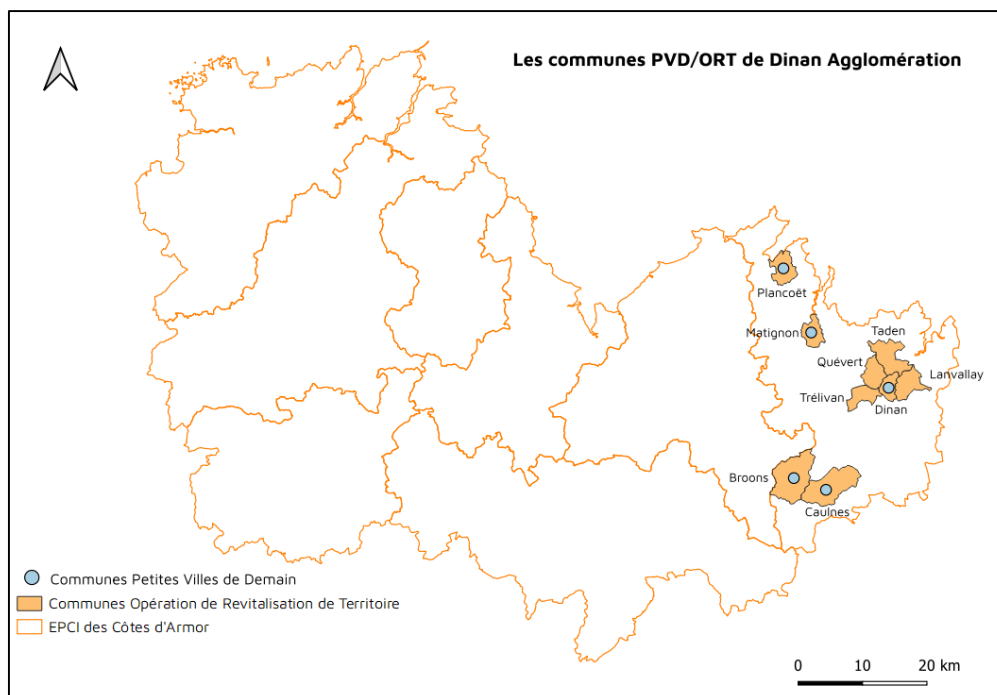 Les communes PVD/ORT de Dinan Agglomération
Plancoët
Matignon
Taden
Quévert
Lanvallay
Trélivan
Dinan
Broons
Caulnes
Communes Petites Villes de Demain
Communes Opération de Revitalisation de Territoire
EPCI des Côtes d'Armor
0 10 20 km